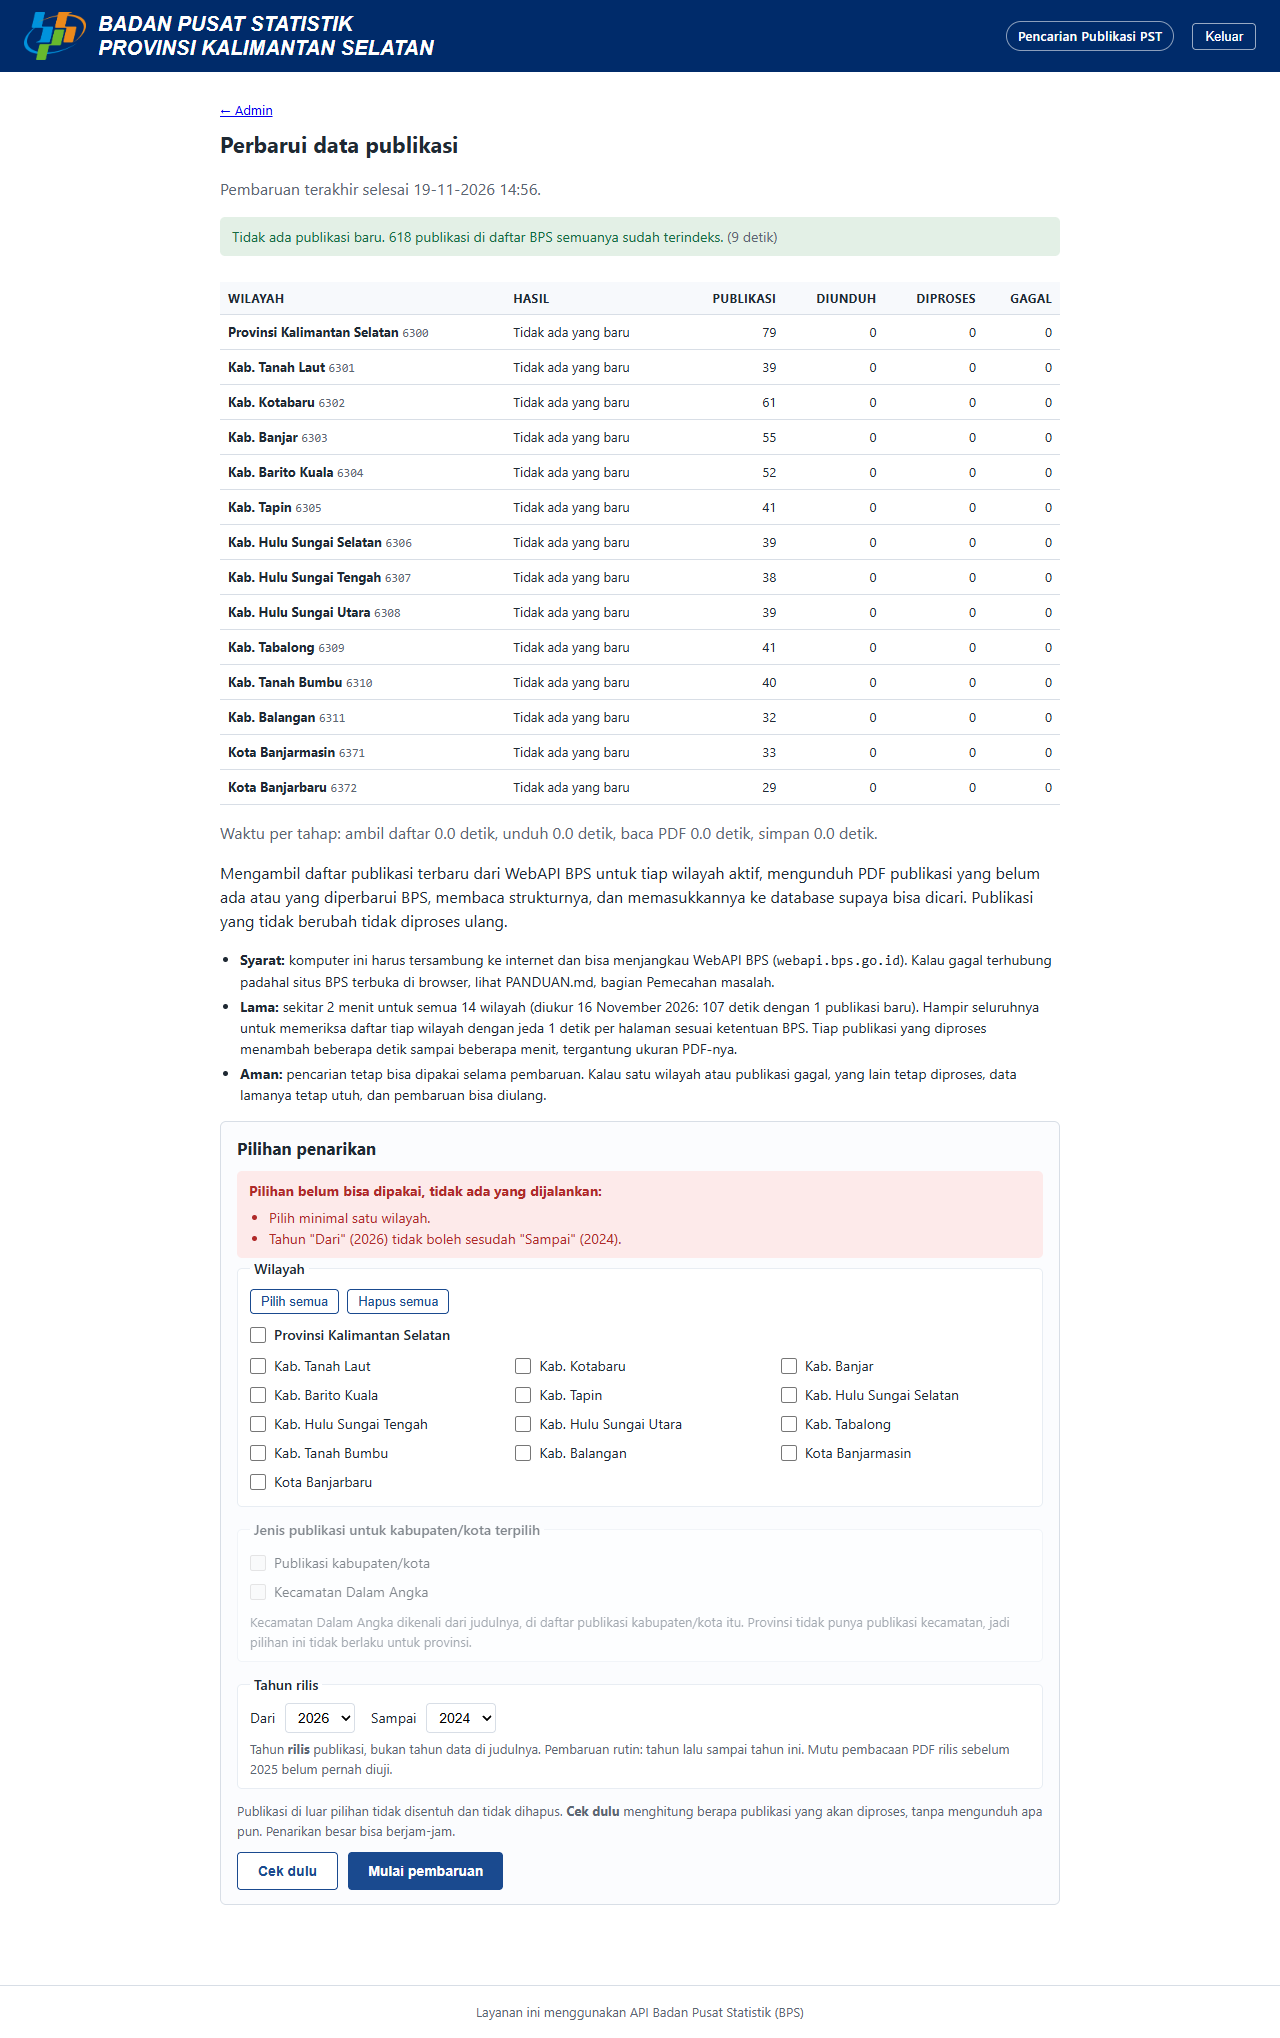 BADAN PUSAT STATISTIK
PROVINSI KALIMANTAN SELATAN
Pencarian Publikasi PST
Keluar
← Admin
Perbarui data publikasi
Pembaruan terakhir selesai 19-11-2026 14:56.
Tidak ada publikasi baru. 618 publikasi di daftar BPS semuanya sudah terindeks. (9 detik)
WILAYAH HASIL PUBLIKASI DIUNDUH DIPROSES GAGAL
Provinsi Kalimantan Selatan 6300 Tidak ada yang baru 79 0 0 0
Kab. Tanah Laut 6301 Tidak ada yang baru 39 0 0 0
Kab. Kotabaru 6302 Tidak ada yang baru 61 0 0 0
Kab. Banjar 6303 Tidak ada yang baru 55 0 0 0
Kab. Barito Kuala 6304 Tidak ada yang baru 52 0 0 0
Kab. Tapin 6305 Tidak ada yang baru 41 0 0 0
Kab. Hulu Sungai Selatan 6306 Tidak ada yang baru 39 0 0 0
Kab. Hulu Sungai Tengah 6307 Tidak ada yang baru 38 0 0 0
Kab. Hulu Sungai Utara 6308 Tidak ada yang baru 39 0 0 0
Kab. Tabalong 6309 Tidak ada yang baru 41 0 0 0
Kab. Tanah Bumbu 6310 Tidak ada yang baru 40 0 0 0
Kab. Balangan 6311 Tidak ada yang baru 32 0 0 0
Kota Banjarmasin 6371 Tidak ada yang baru 33 0 0 0
Kota Banjarbaru 6372 Tidak ada yang baru 29 0 0 0
Waktu per tahap: ambil daftar 0.0 detik, unduh 0.0 detik, baca PDF 0.0 detik, simpan 0.0 detik.
Mengambil daftar publikasi terbaru dari WebAPI BPS untuk tiap wilayah aktif, mengunduh PDF publikasi yang belum
ada atau yang diperbarui BPS, membaca strukturnya, dan memasukkannya ke database supaya bisa dicari. Publikasi
yang tidak berubah tidak diproses ulang.
• Syarat: komputer ini harus tersambung ke internet dan bisa menjangkau WebAPI BPS (webapi.bps.go.id). Kalau gagal terhubung
padahal situs BPS terbuka di browser, lihat PANDUAN.md, bagian Pemecahan masalah.
• Lama: sekitar 2 menit untuk semua 14 wilayah (diukur 16 November 2026: 107 detik dengan 1 publikasi baru). Hampir seluruhnya
untuk memeriksa daftar tiap wilayah dengan jeda 1 detik per halaman sesuai ketentuan BPS. Tiap publikasi yang diproses
menambah beberapa detik sampai beberapa menit, tergantung ukuran PDF-nya.
• Aman: pencarian tetap bisa dipakai selama pembaruan. Kalau satu wilayah atau publikasi gagal, yang lain tetap diproses, data
lamanya tetap utuh, dan pembaruan bisa diulang.
Pilihan penarikan
Pilihan belum bisa dipakai, tidak ada yang dijalankan:
• Pilih minimal satu wilayah.
• Tahun "Dari" (2026) tidak boleh sesudah "Sampai" (2024).
Wilayah
Pilih semua Hapus semua
Provinsi Kalimantan Selatan
Kab. Tanah Laut Kab. Kotabaru Kab. Banjar
Kab. Barito Kuala Kab. Tapin Kab. Hulu Sungai Selatan
Kab. Hulu Sungai Tengah Kab. Hulu Sungai Utara Kab. Tabalong
Kab. Tanah Bumbu Kab. Balangan Kota Banjarmasin
Kota Banjarbaru
Jenis publikasi untuk kabupaten/kota terpilih
Publikasi kabupaten/kota
Kecamatan Dalam Angka
Kecamatan Dalam Angka dikenali dari judulnya, di daftar publikasi kabupaten/kota itu. Provinsi tidak punya publikasi kecamatan, jadi
pilihan ini tidak berlaku untuk provinsi.
Tahun rilis
Dari 2026 Sampai 2024
Tahun rilis publikasi, bukan tahun data di judulnya. Pembaruan rutin: tahun lalu sampai tahun ini. Mutu pembacaan PDF rilis sebelum
2025 belum pernah diuji.
Publikasi di luar pilihan tidak disentuh dan tidak dihapus. Cek dulu menghitung berapa publikasi yang akan diproses, tanpa mengunduh apa
pun. Penarikan besar bisa berjam-jam.
Cek dulu Mulai pembaruan
Layanan ini menggunakan API Badan Pusat Statistik (BPS)